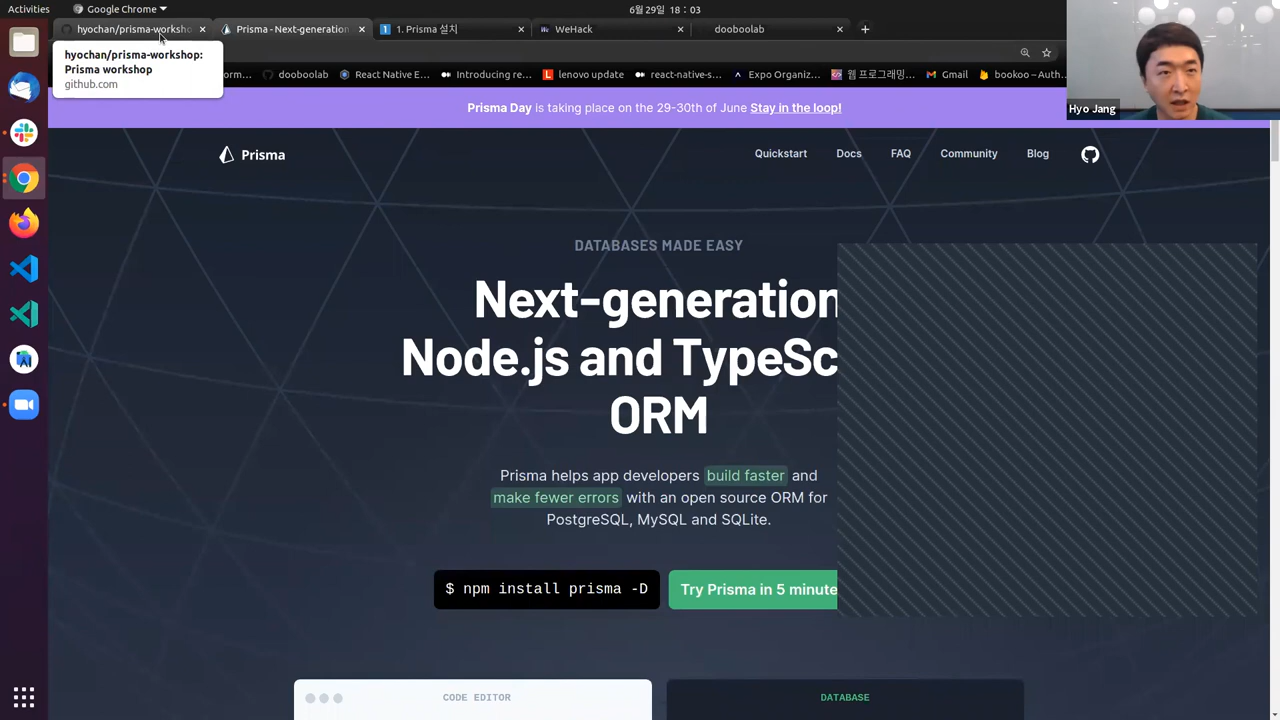 Activities
Google Chrome
6월 29일 18 : 03
hyochan/prisma-worksho
Prisma - Next-generation
1 1. Prisma 설치
WeHack
dooboolab
hyochan/prisma-workshop:
Prisma workshop
github.com
orm...
dooboolab
React Native E...
Introducing re...
L lenovo update
react-native-s...
Expo Organiz...
웹 프로그래밍...
Gmail
bookoo – Auth...
Hyo Jang
Prisma Day is taking place on the 29-30th of June Stay in the loop!
Prisma
Quickstart
Docs
FAQ
Community
Blog
DATABASES MADE EASY
Next-generation
Node.js and TypeSc
ORM
Prisma helps app developers build faster and
make fewer errors with an open source ORM for
PostgreSQL, MySQL and SQLite.
$ npm install prisma -D
Try Prisma in 5 minute
CODE EDITOR
DATABASE